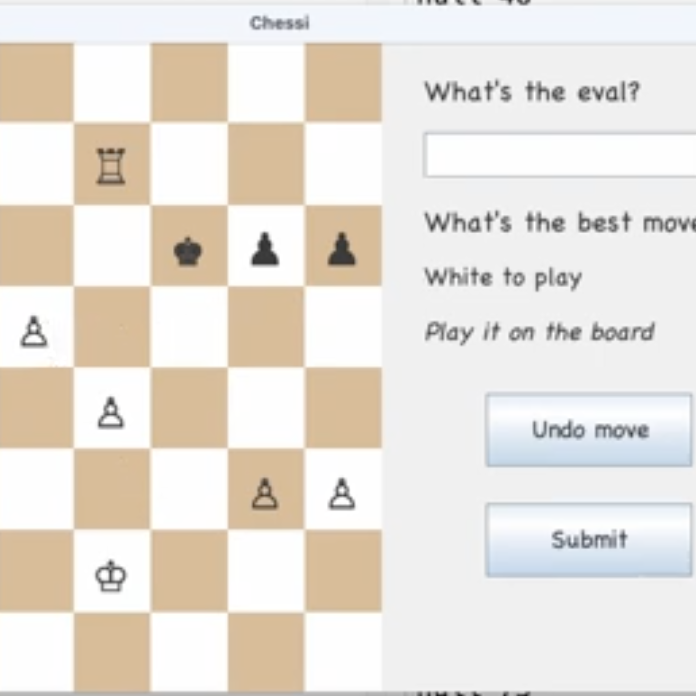 Chessi
What's the eval?
What's the best move
White to play
Play it on the board
Undo move
Submit